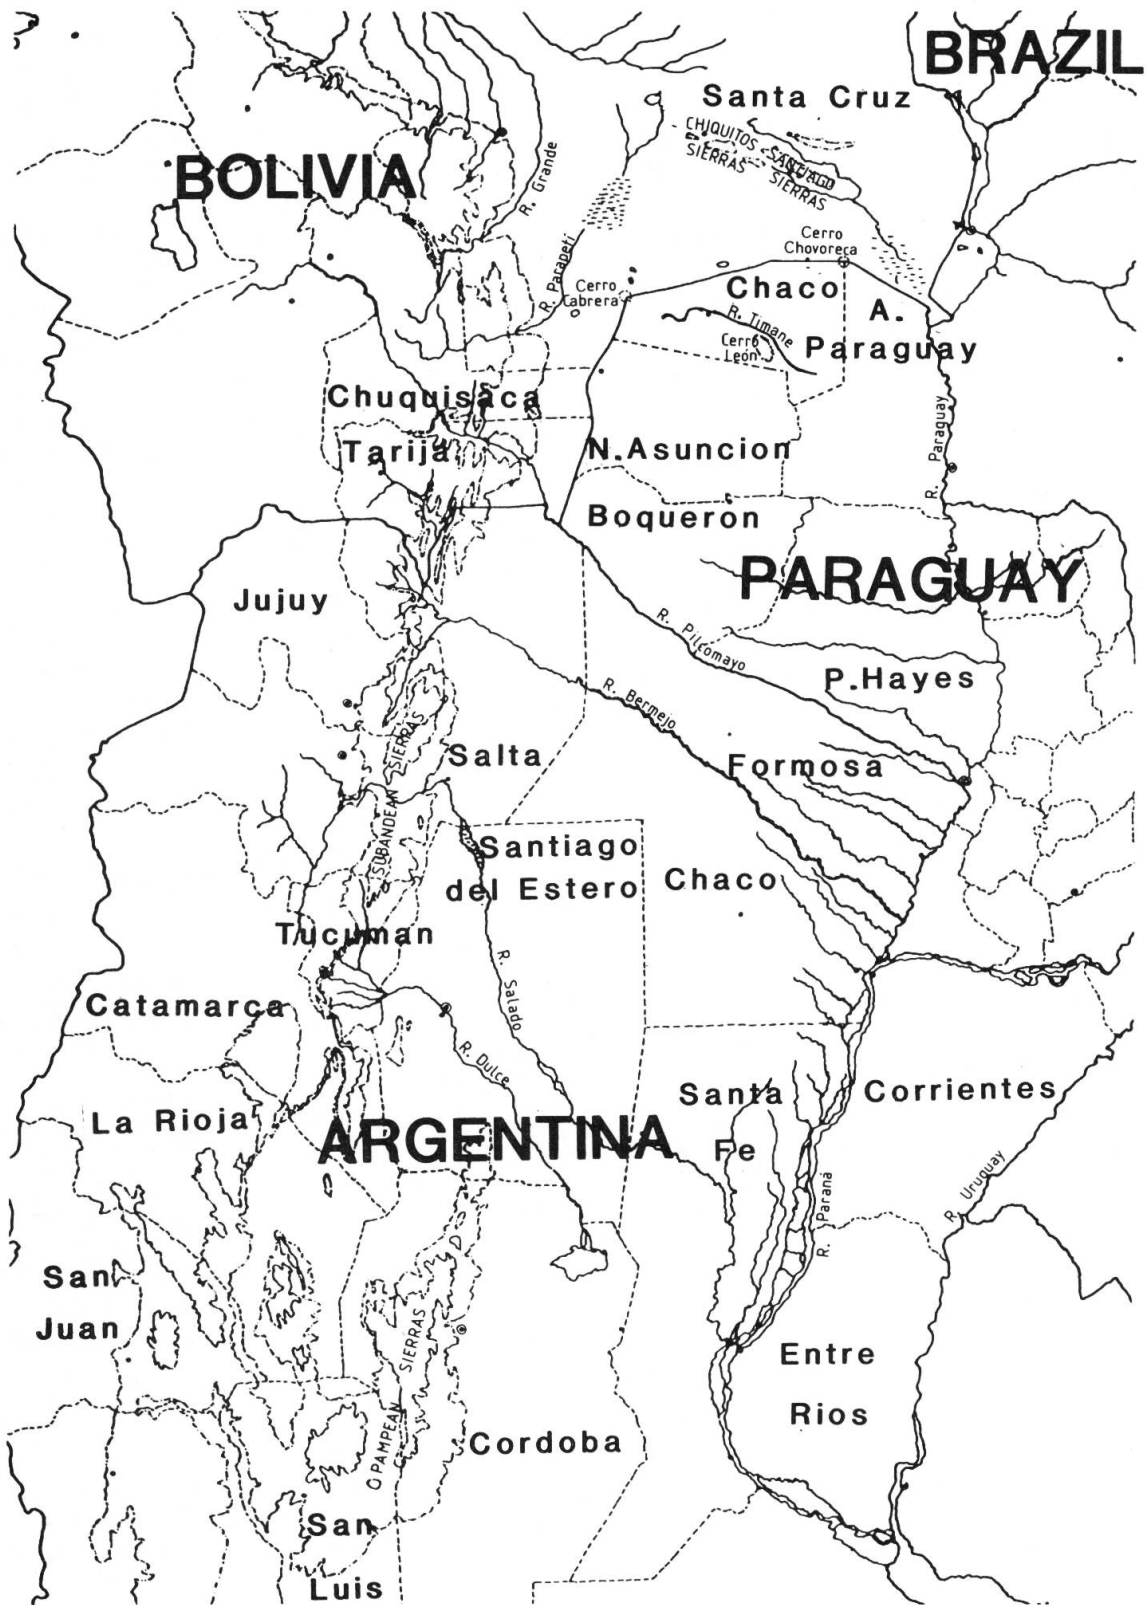 BRAZIL
Santa Cruz
CHIQUITOS
SIERRAS
SANTIAGO
SIERRAS
BOLIVIA
R. Grande
R. Parapetí
Cerro
Chovoreca
Cerro
Cabrera
Chaco
A.
R. Timane
Cerro
León
Paraguay
Chuquisaca
R. Paraguay
Tarija
N.Asuncion
Boqueron
PARAGUAY
Jujuy
R. Pilcomayo
P.Hayes
R. Bermejo
SUBANDEAN SIERRAS
Salta
Formosa
Santiago
del Estero
Chaco
Tucuman
R. Salado
Catamarca
R. Dulce
Santa
Fe
Corrientes
La Rioja
ARGENTINA
R. Uruguay
R. Paraná
San
Juan
PAMPEAN SIERRAS
Entre
Rios
Cordoba
San
Luis